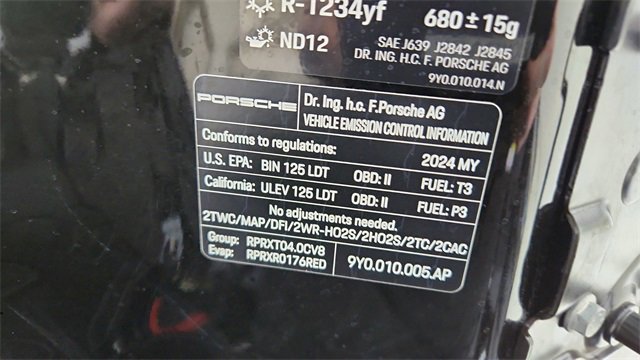 R-1234yf 680 ± 15g
ND12 SAE J639 J2842 J2845
DR. ING. H.C. F. PORSCHE AG
9Y0.010.014.N
PORSCHE Dr. Ing. h.c. F.Porsche AG
VEHICLE EMISSION CONTROL INFORMATION
Conforms to regulations: 2024 MY
U.S. EPA: BIN 125 LDT OBD: II FUEL: T3
California: ULEV 125 LDT OBD: II FUEL: P3
No adjustments needed.
2TWC/MAP/DFI/2WR-HO2S/2HO2S/2TC/2CAC
Group: RPRXT04.0CV8
Evap: RPRXR0176RED
9Y0.010.005.AP